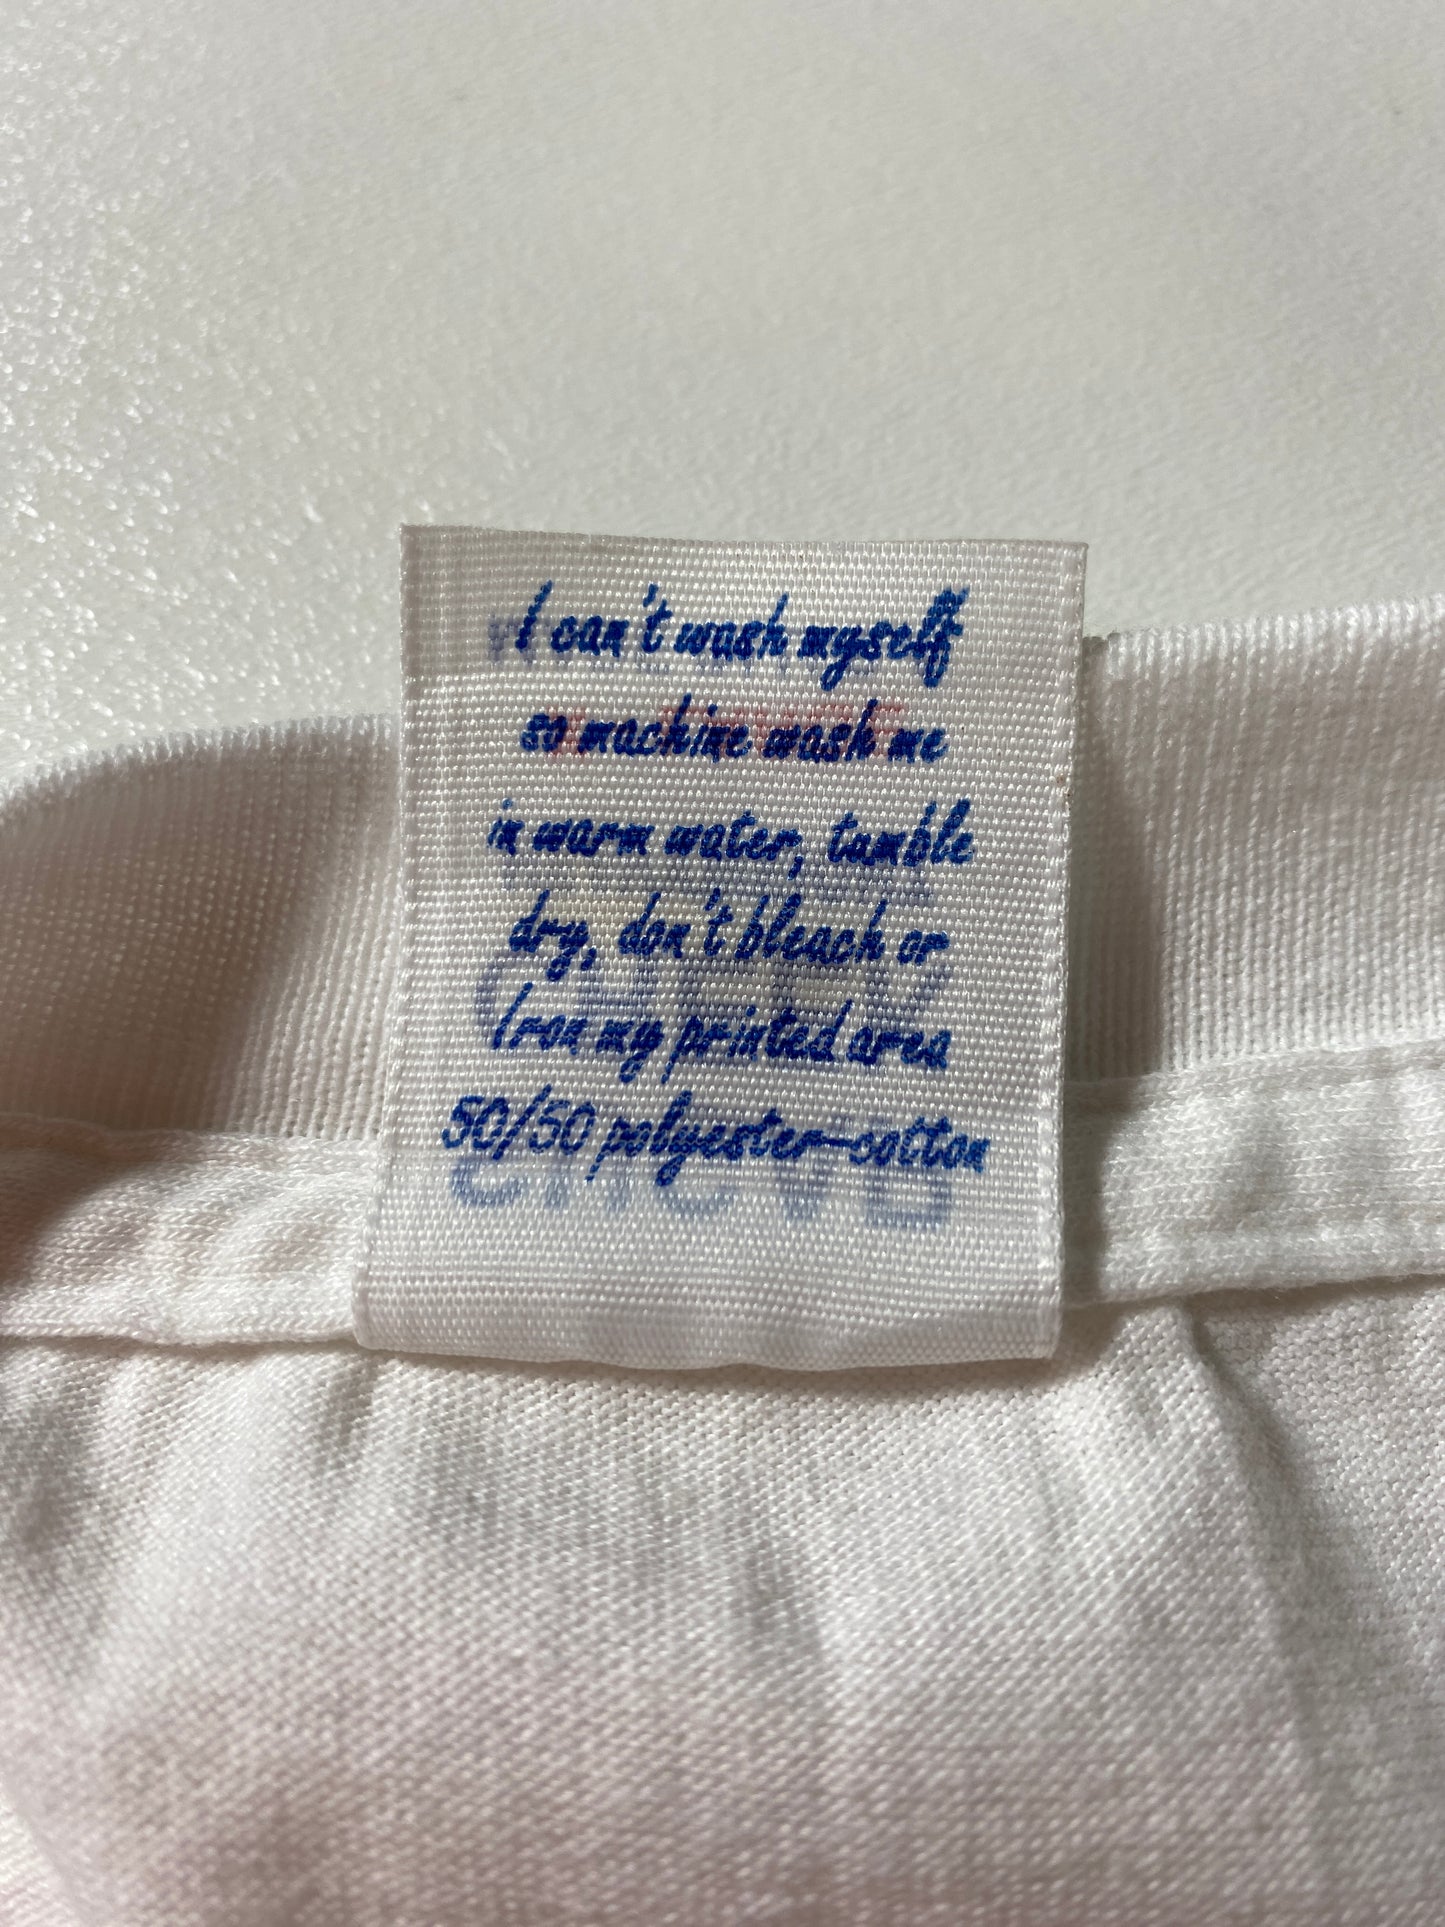 I can't wash myself
so machine wash me
in warm water, tumble
dry, don't bleach or
Iron my printed area
50/50 polyester-cotton